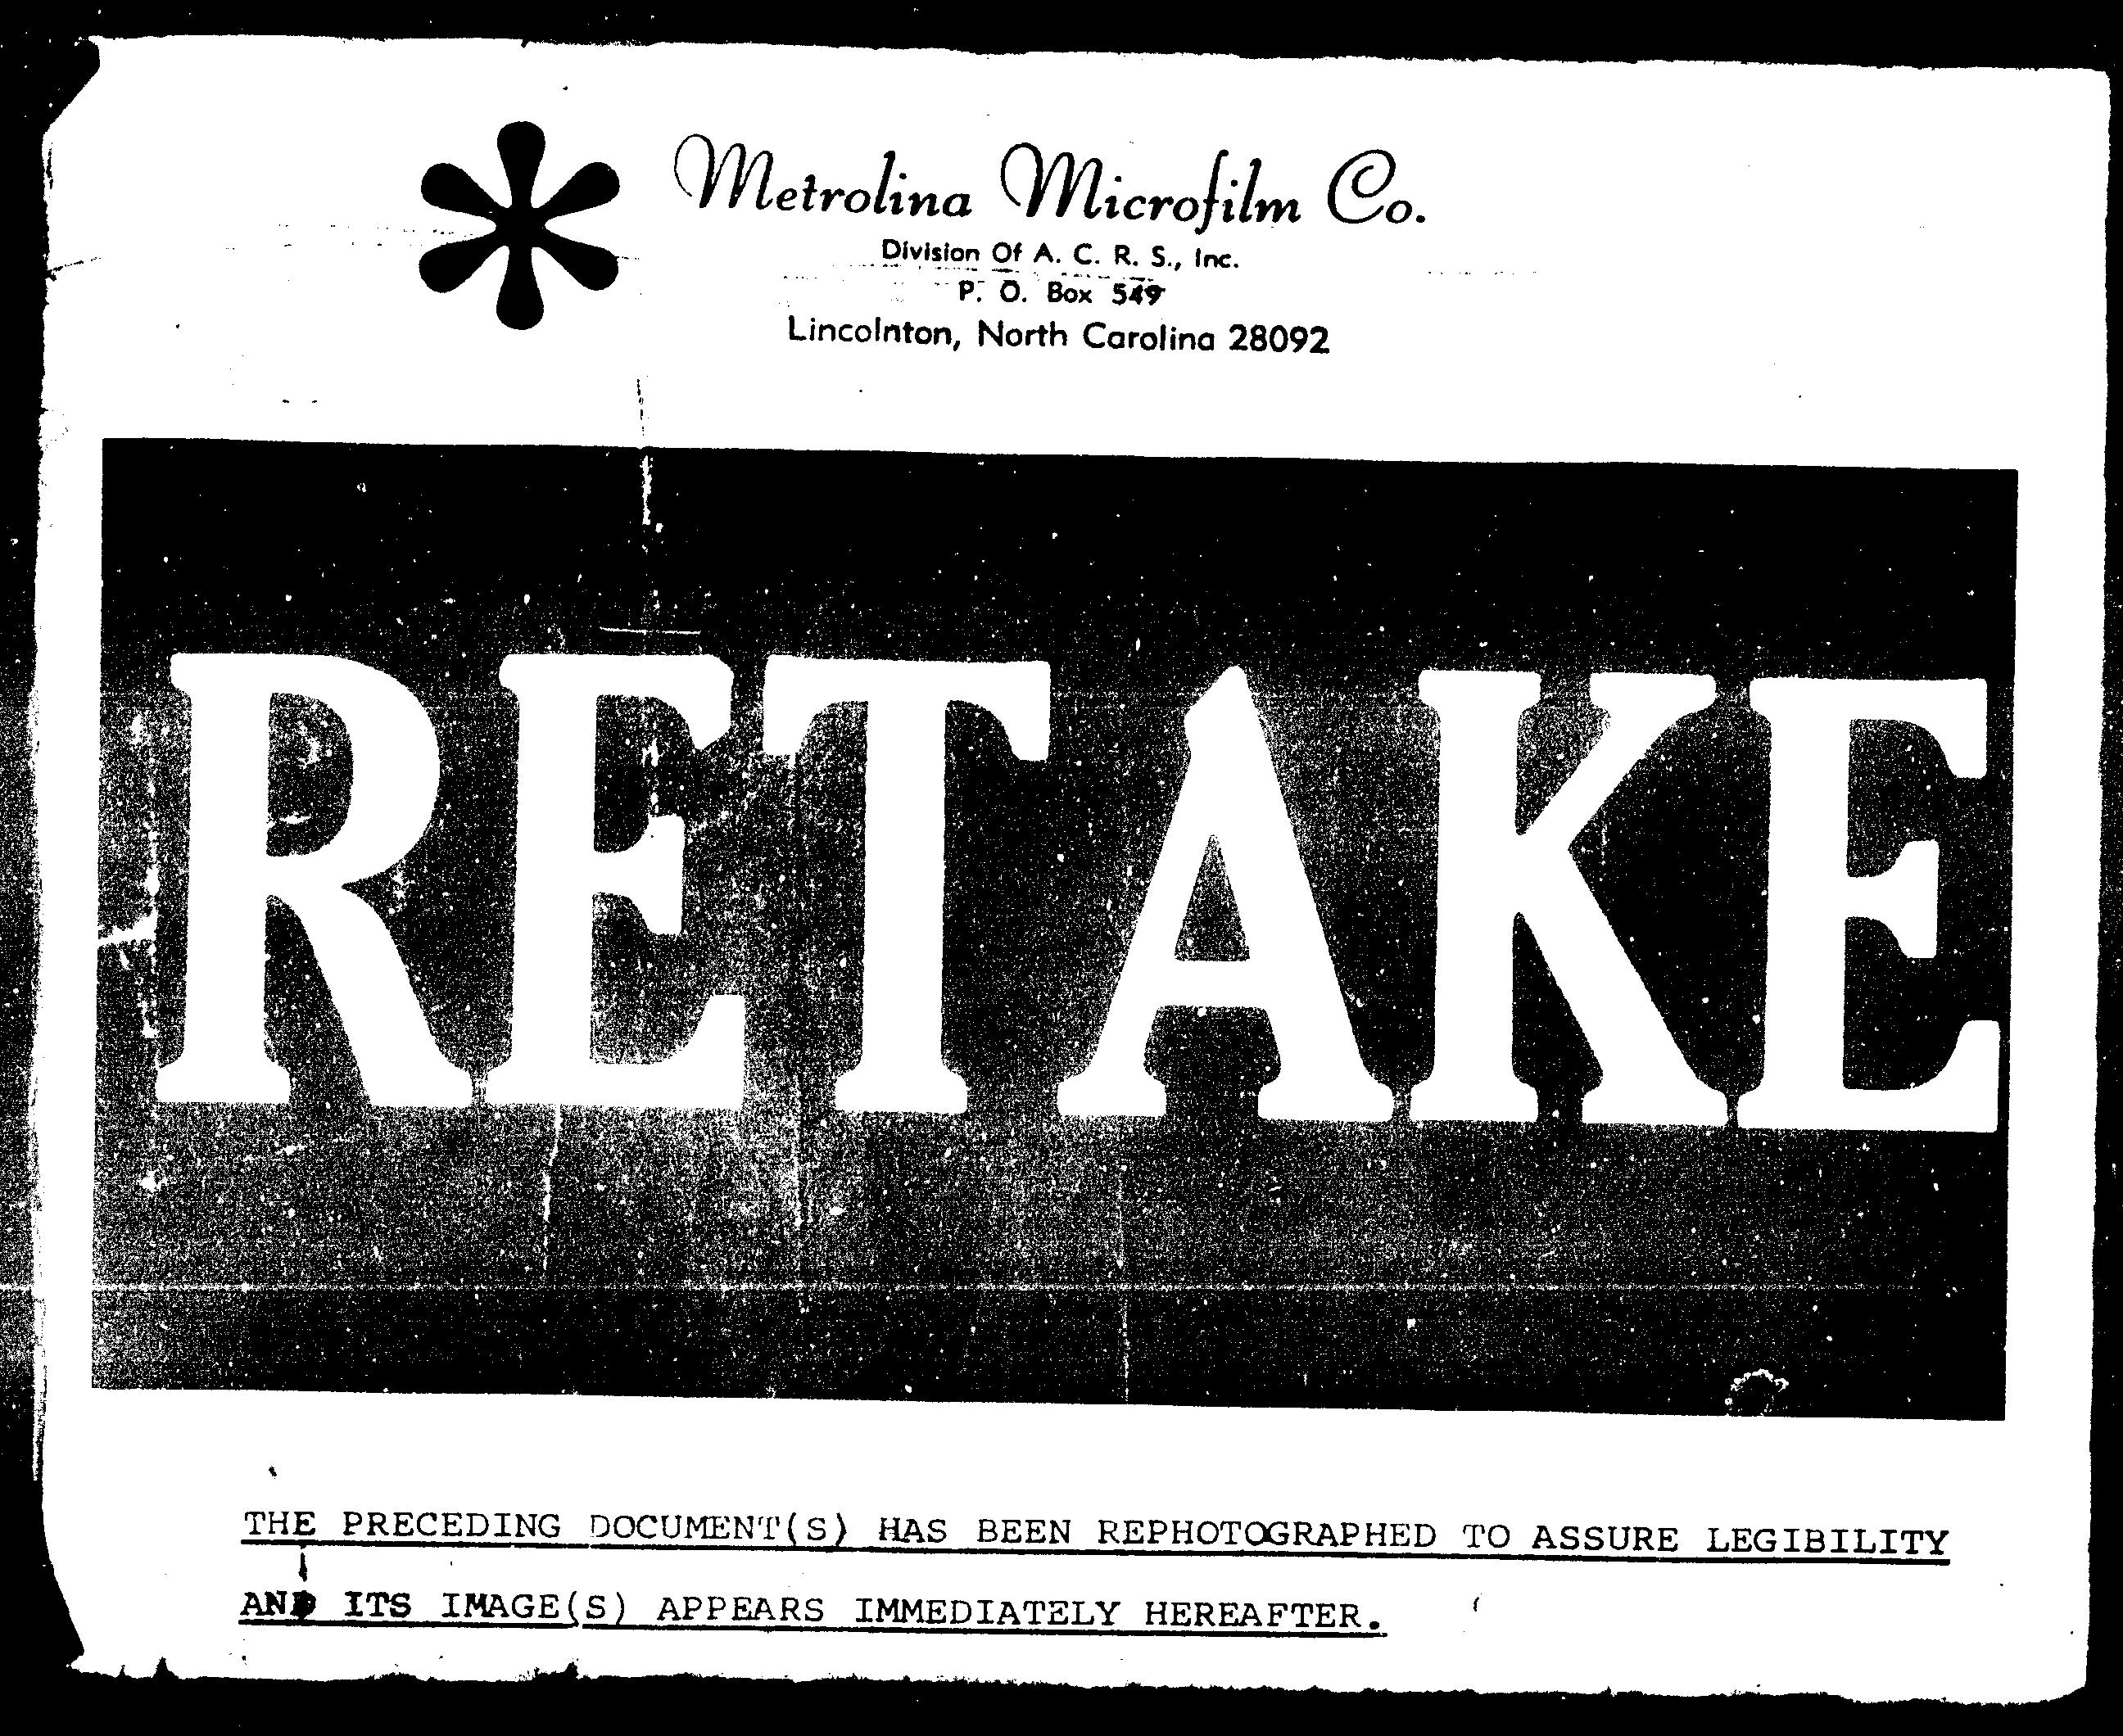 Metrolina Microfilm Co.
Division Of A. C. R. S., Inc.
P. O. Box 549
Lincolnton, North Carolina 28092
RETAKE
THE PRECEDING DOCUMENT(S) HAS BEEN REPHOTOGRAPHED TO ASSURE LEGIBILITY
AND ITS IMAGE(S) APPEARS IMMEDIATELY HEREAFTER.